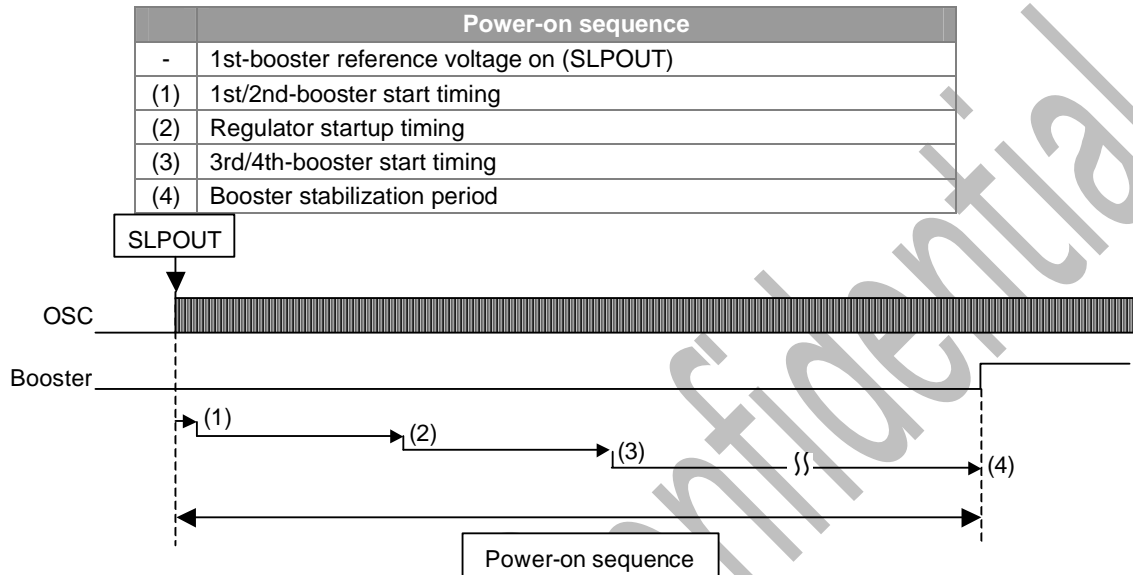 Power-on sequence
- 1st-booster reference voltage on (SLPOUT)
(1) 1st/2nd-booster start timing
(2) Regulator startup timing
(3) 3rd/4th-booster start timing
(4) Booster stabilization period
SLPOUT
OSC
Booster
(1)
(2)
(3)
(4)
Power-on sequence
Confidential